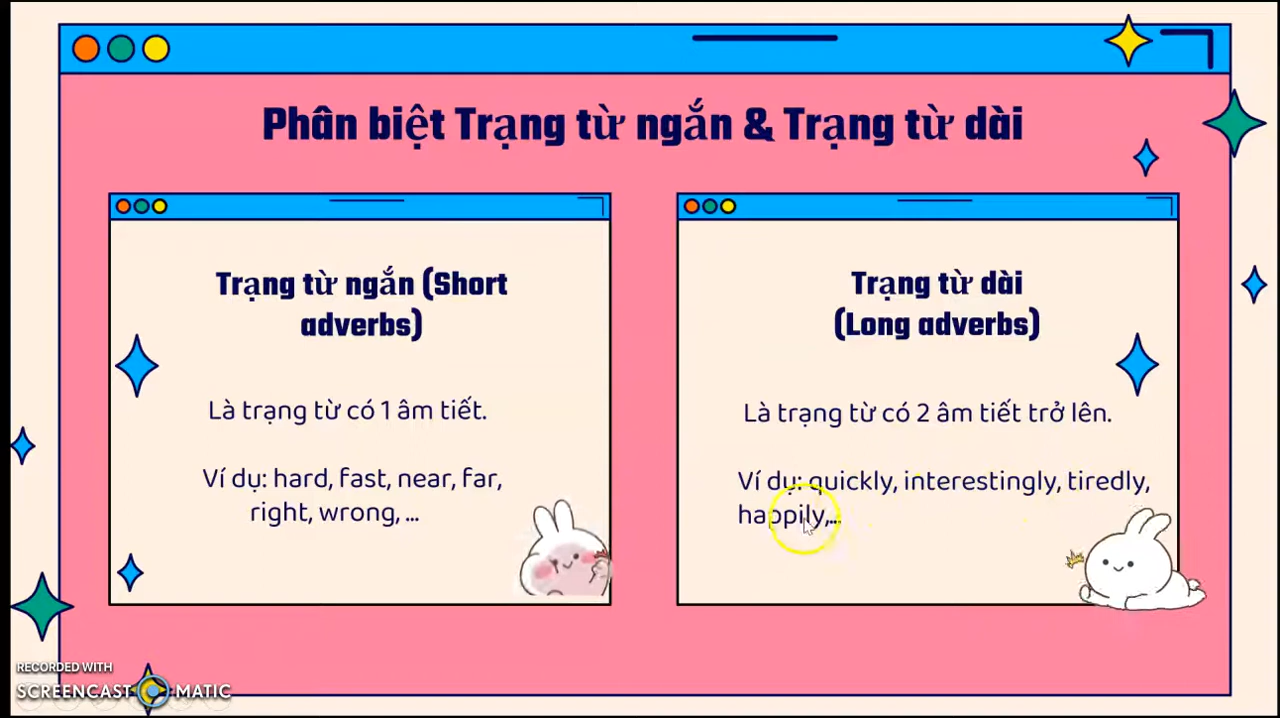 Phân biệt Trạng từ ngắn & Trạng từ dài
Trạng từ ngắn (Short
adverbs)
Là trạng từ có 1 âm tiết.
Ví dụ: hard, fast, near, far,
right, wrong, ...
Trạng từ dài
(Long adverbs)
Là trạng từ có 2 âm tiết trở lên.
Ví dụ: quickly, interestingly, tiredly,
happily,...
RECORDED WITH
SCREENCAST MATIC